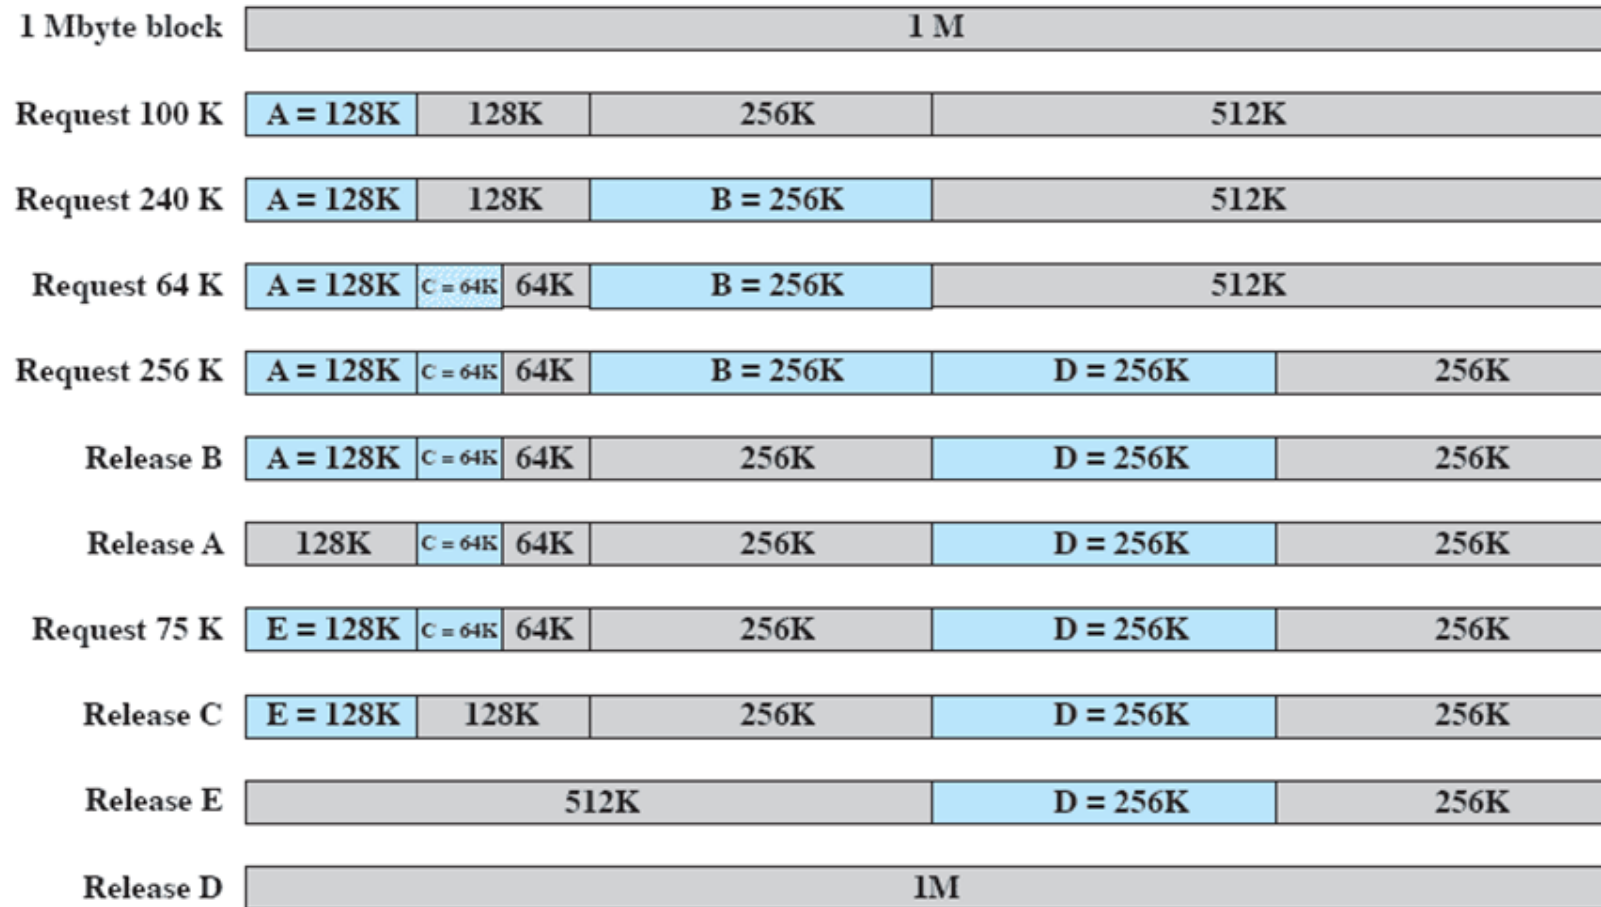 1 Mbyte block 1 M
Request 100 K A = 128K 128K 256K 512K
Request 240 K A = 128K 128K B = 256K 512K
Request 64 K A = 128K C = 64K 64K B = 256K 512K
Request 256 K A = 128K C = 64K 64K B = 256K D = 256K 256K
Release B A = 128K C = 64K 64K 256K D = 256K 256K
Release A 128K C = 64K 64K 256K D = 256K 256K
Request 75 K E = 128K C = 64K 64K 256K D = 256K 256K
Release C E = 128K 128K 256K D = 256K 256K
Release E 512K D = 256K 256K
Release D 1M